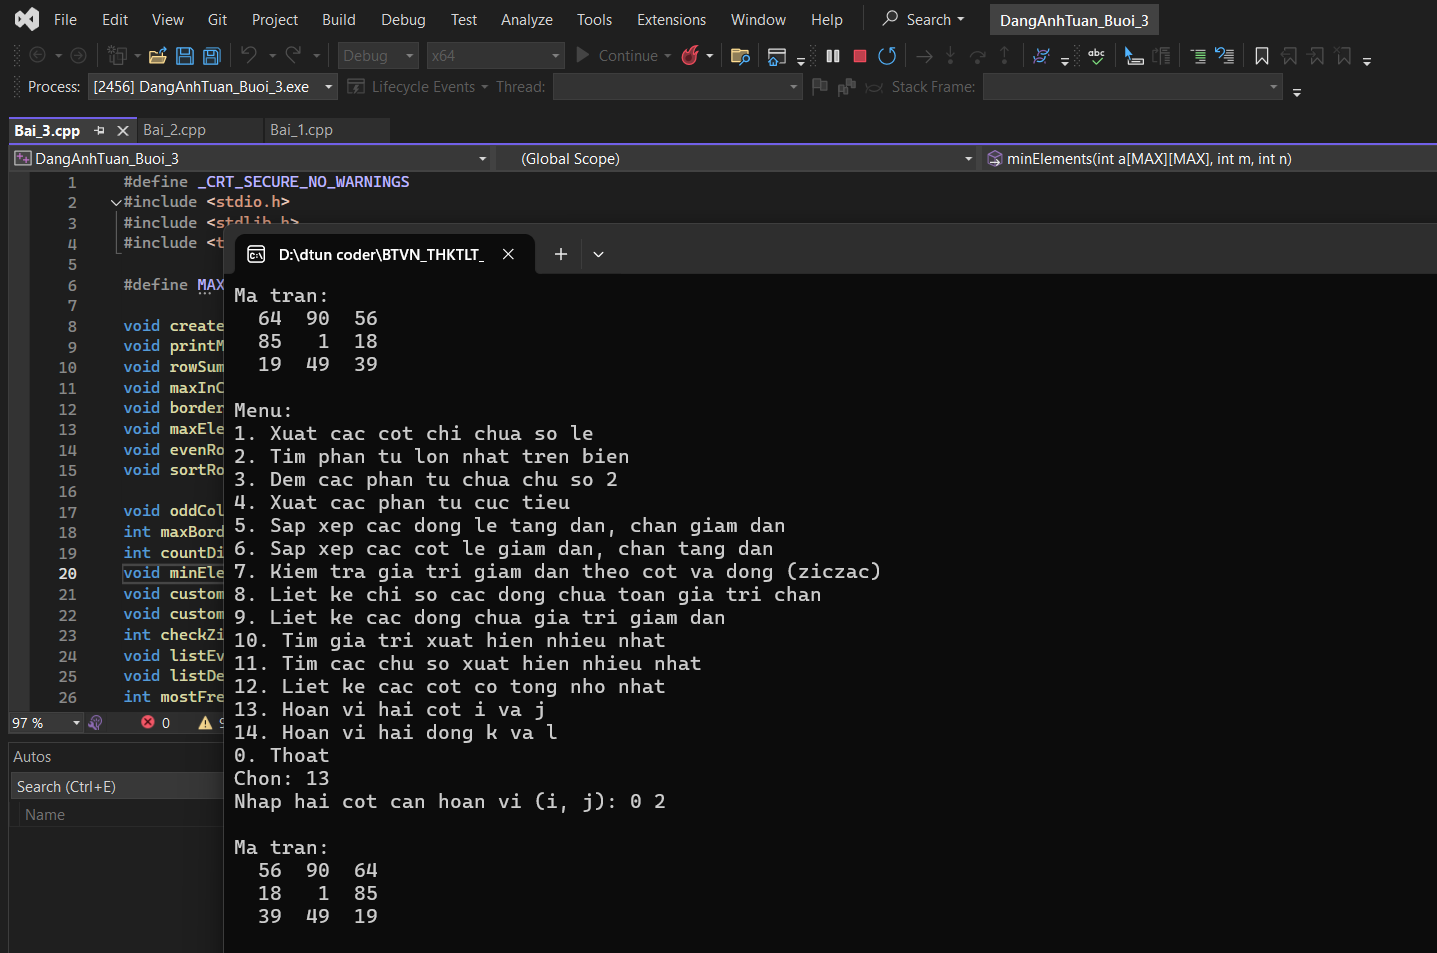 File Edit View Git Project Build Debug Test Analyze Tools Extensions Window Help Search DangAnhTuan_Buoi_3
Debug x64 Continue
Process: [2456] DangAnhTuan_Buoi_3.exe Lifecycle Events Thread: Stack Frame:
Bai_3.cpp Bai_2.cpp Bai_1.cpp
DangAnhTuan_Buoi_3 (Global Scope) minElements(int a[MAX][MAX], int m, int n)
1 #define _CRT_SECURE_NO_WARNINGS
2 #include <stdio.h>
3 #include <stdlib.h>
4 #include <t
5
6 #define MAX
7
8 void create
9 void printM
10 void rowSum
11 void maxInC
12 void border
13 void maxEle
14 void evenRo
15 void sortRo
16
17 void oddCol
18 int maxBord
19 int countDi
20 void minEle
21 void custom
22 void custom
23 int checkZi
24 void listEv
25 void listDe
26 int mostFre
97 % 0 9
Autos
Search (Ctrl+E)
Name
D:\dtun coder\BTVN_THKTLT_
Ma tran:
64 90 56
85 1 18
19 49 39
Menu:
1. Xuat cac cot chi chua so le
2. Tim phan tu lon nhat tren bien
3. Dem cac phan tu chua chu so 2
4. Xuat cac phan tu cuc tieu
5. Sap xep cac dong le tang dan, chan giam dan
6. Sap xep cac cot le giam dan, chan tang dan
7. Kiem tra gia tri giam dan theo cot va dong (ziczac)
8. Liet ke chi so cac dong chua toan gia tri chan
9. Liet ke cac dong chua gia tri giam dan
10. Tim gia tri xuat hien nhieu nhat
11. Tim cac chu so xuat hien nhieu nhat
12. Liet ke cac cot co tong nho nhat
13. Hoan vi hai cot i va j
14. Hoan vi hai dong k va l
0. Thoat
Chon: 13
Nhap hai cot can hoan vi (i, j): 0 2
Ma tran:
56 90 64
18 1 85
39 49 19